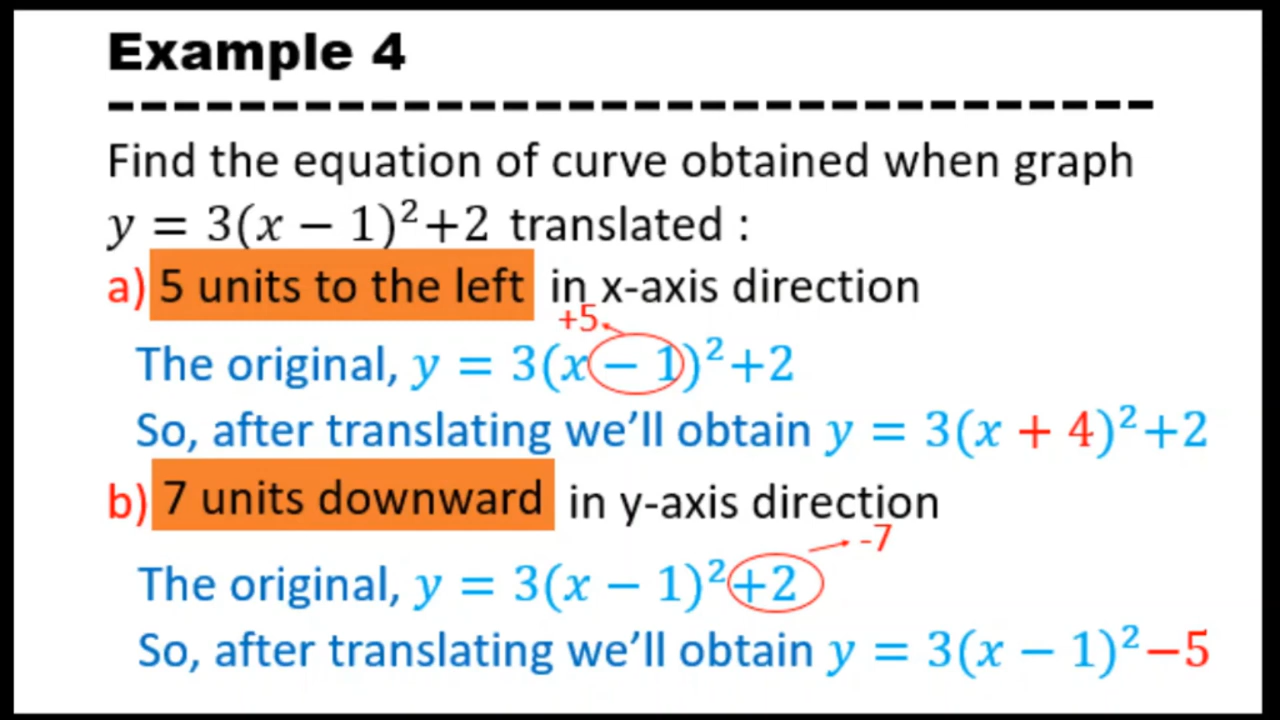 Example 4
Find the equation of curve obtained when graph
y = 3(x − 1)²+2 translated :
a) 5 units to the left in x-axis direction
+5
The original, y = 3(x − 1)²+2
So, after translating we’ll obtain y = 3(x + 4)²+2
b) 7 units downward in y-axis direction
-7
The original, y = 3(x − 1)²+2
So, after translating we’ll obtain y = 3(x − 1)²−5